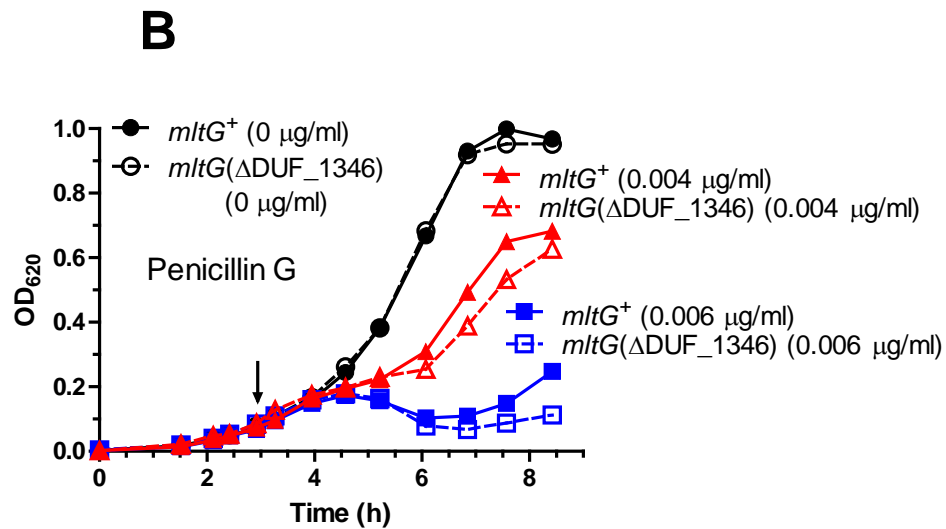 B
mltG+ (0 μg/ml)
mltG(ΔDUF_1346)
(0 μg/ml)
mltG+ (0.004 μg/ml)
mltG(ΔDUF_1346) (0.004 μg/ml)
Penicillin G
mltG+ (0.006 μg/ml)
mltG(ΔDUF_1346) (0.006 μg/ml)
OD620
1.0
0.8
0.6
0.4
0.2
0.0
0 2 4 6 8
Time (h)